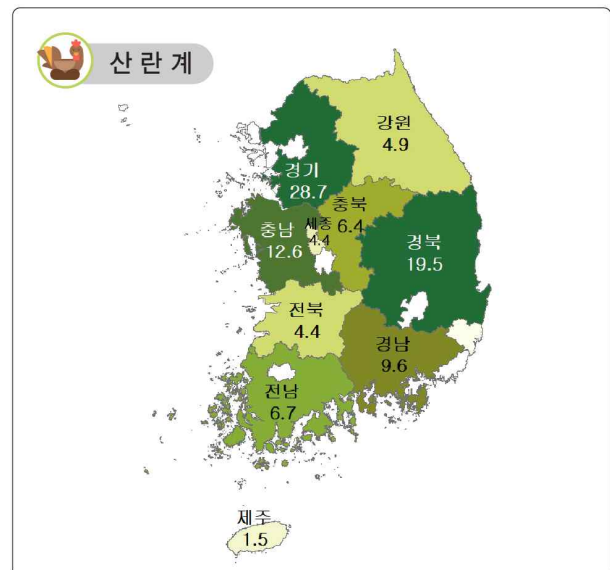 산란계
강원
4.9
경기
28.7
충북
6.4
세종
4.4
충남
12.6
경북
19.5
전북
4.4
경남
9.6
전남
6.7
제주
1.5